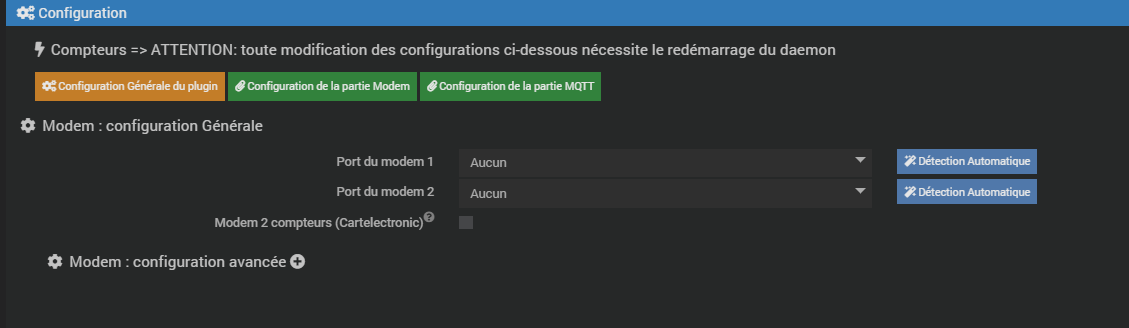 Configuration
Compteurs => ATTENTION: toute modification des configurations ci-dessous nécessite le redémarrage du daemon
Configuration Générale du plugin Configuration de la partie Modem Configuration de la partie MQTT
Modem : configuration Générale
Port du modem 1 Aucun Détection Automatique
Port du modem 2 Aucun Détection Automatique
Modem 2 compteurs (Cartelectronic) ?
Modem : configuration avancée